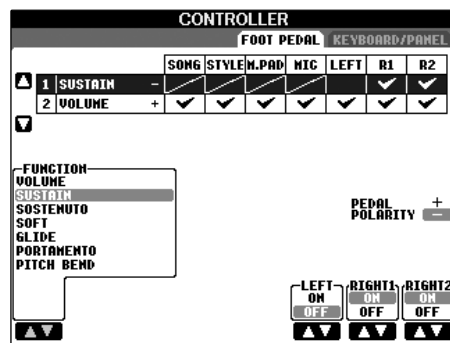 CONTROLLER
FOOT PEDAL KEYBOARD/PANEL
SONG STYLE M.PAD MIC LEFT R1 R2
1 SUSTAIN -
2 VOLUME +
FUNCTION
VOLUME
SUSTAIN
SOSTENUTO
SOFT
GLIDE
PORTAMENTO
PITCH BEND
PEDAL +
POLARITY -
LEFT RIGHT1 RIGHT2
ON ON ON
OFF OFF OFF